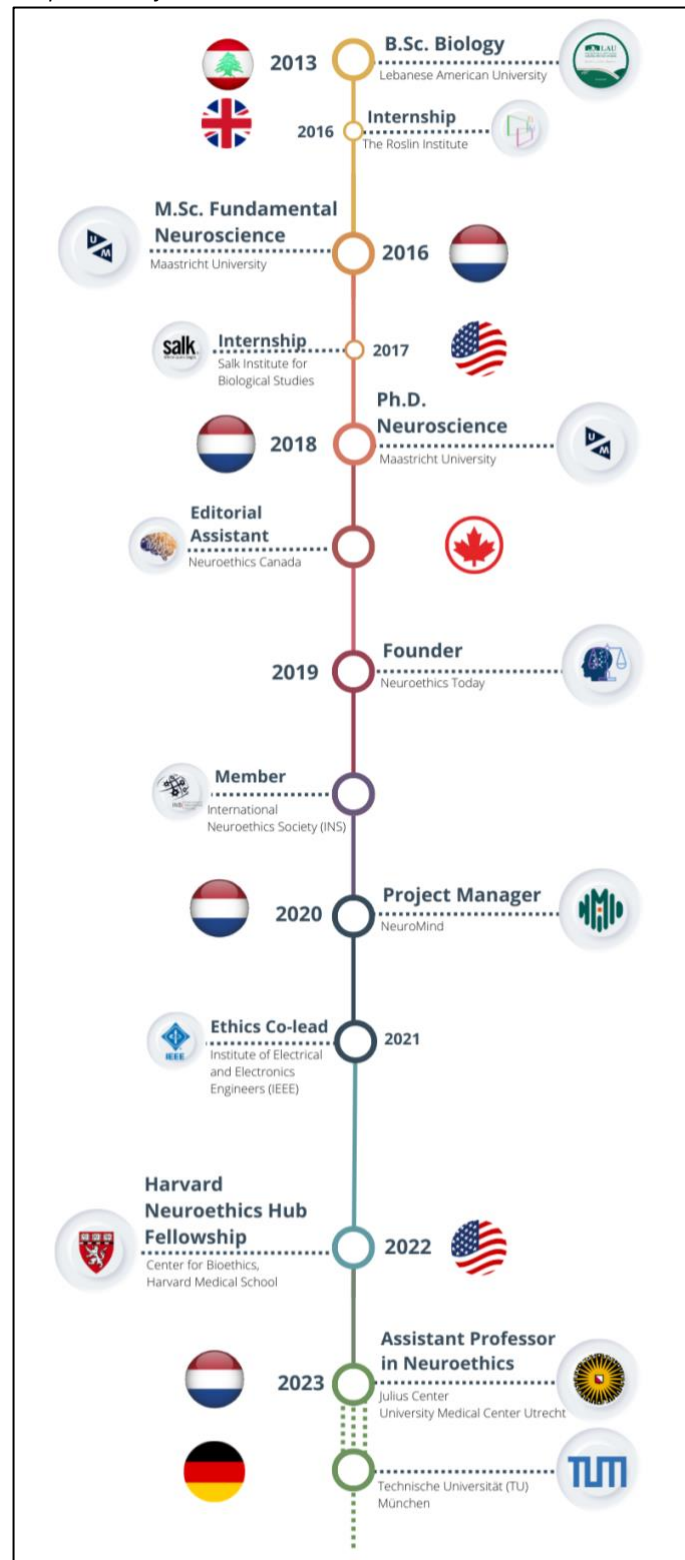 2013
B.Sc. Biology
Lebanese American University
LAU
2016
Internship
The Roslin Institute
M.Sc. Fundamental
Neuroscience
Maastricht University
UM
2016
salk
Internship
Salk Institute for
Biological Studies
2017
2018
Ph.D.
Neuroscience
Maastricht University
UM
Editorial
Assistant
Neuroethics Canada
2019
Founder
Neuroethics Today
Member
International
Neuroethics Society (INS)
2020
Project Manager
NeuroMind
IEEE
Ethics Co-lead
Institute of Electrical
and Electronics
Engineers (IEEE)
2021
Harvard
Neuroethics Hub
Fellowship
Center for Bioethics,
Harvard Medical School
2022
2023
Assistant Professor
in Neuroethics
Julius Center
University Medical Center Utrecht
Technische Universität (TU)
München
TUM